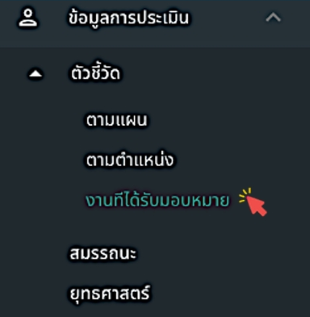 ข้อมูลการประเมิน
ตัวชี้วัด
ตามแผน
ตามตำแหน่ง
งานที่ได้รับมอบหมาย
สมรรถนะ
ยุทธศาสตร์